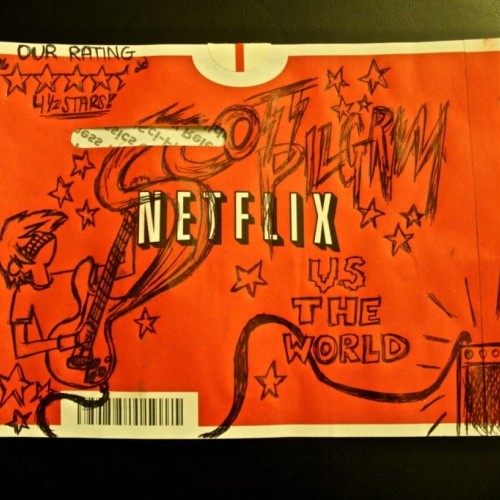 OUR RATING
4½ STARS!
SCOTT PILGRIM
NETFLIX
VS
THE
WORLD